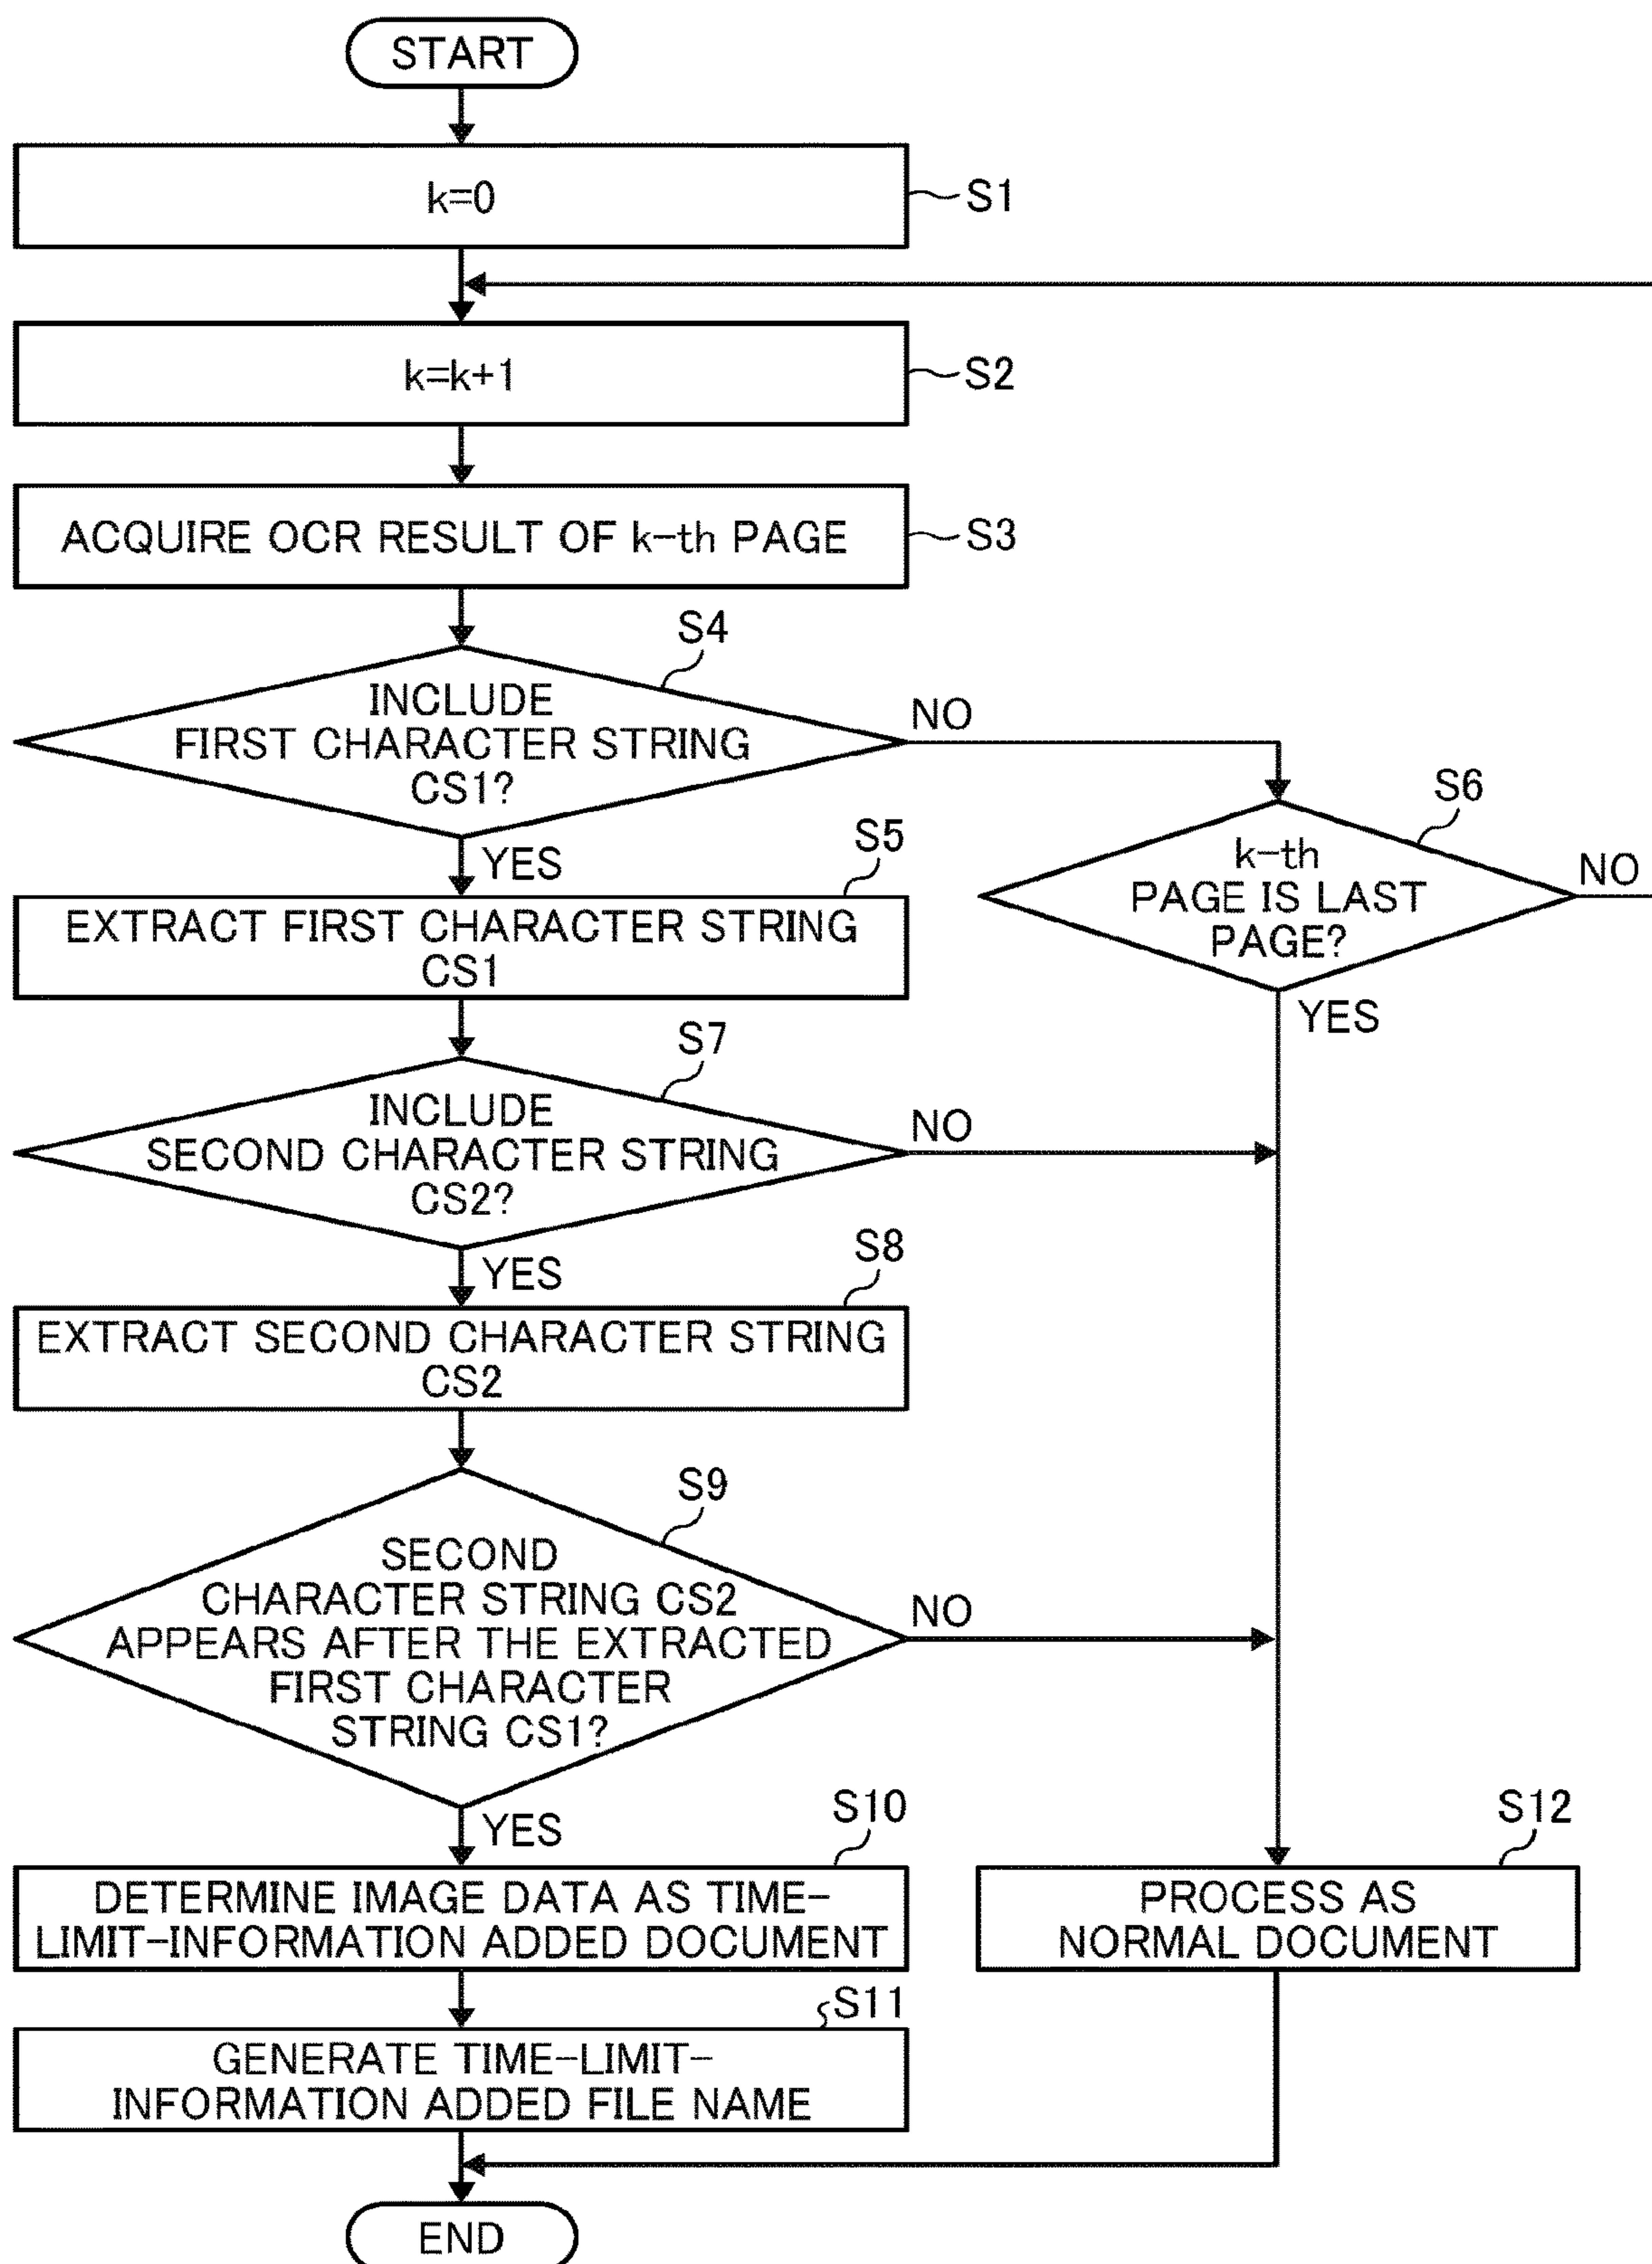 START
k=0
S1
k=k+1
S2
ACQUIRE OCR RESULT OF k-th PAGE
S3
S4
INCLUDE
FIRST CHARACTER STRING
CS1?
NO
YES
S5
EXTRACT FIRST CHARACTER STRING
CS1
S6
k-th
PAGE IS LAST
PAGE?
NO
YES
S7
INCLUDE
SECOND CHARACTER STRING
CS2?
NO
YES
S8
EXTRACT SECOND CHARACTER STRING
CS2
S9
SECOND
CHARACTER STRING CS2
APPEARS AFTER THE EXTRACTED
FIRST CHARACTER
STRING CS1?
NO
YES
S10
DETERMINE IMAGE DATA AS TIME-
LIMIT-INFORMATION ADDED DOCUMENT
S12
PROCESS AS
NORMAL DOCUMENT
S11
GENERATE TIME-LIMIT-
INFORMATION ADDED FILE NAME
END